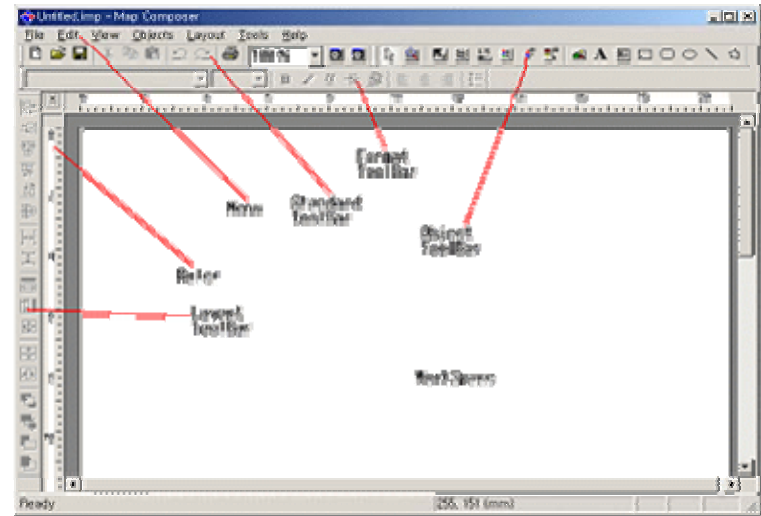 Untitled.imp - Map Composer
File Edit View Objects Layout Tools Help
100%
Format
ToolBar
Menu
Standard
ToolBar
Object
ToolBar
Ruler
Layout
ToolBar
WorkSpace
Ready
255, 151 (mm)